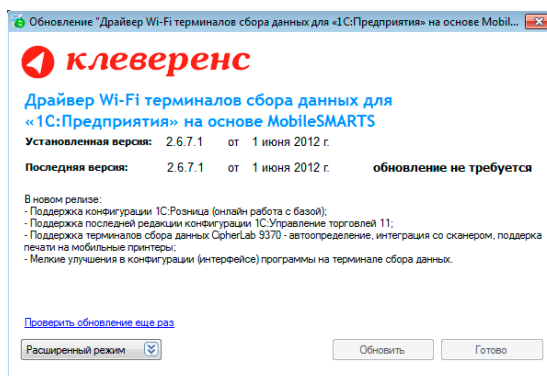 Обновление "Драйвер Wi-Fi терминалов сбора данных для «1С:Предприятия» на основе Mobil...
клеверенс
Драйвер Wi-Fi терминалов сбора данных для
«1С:Предприятия» на основе MobileSMARTS
Установленная версия: 2.6.7.1 от 1 июня 2012 г.
Последняя версия: 2.6.7.1 от 1 июня 2012 г. обновление не требуется
В новом релизе:
- Поддержка конфигурации 1С:Розница (онлайн работа с базой);
- Поддержка последней редакции конфигурации 1С:Управление торговлей 11;
- Поддержка терминалов сбора данных CipherLab 9370 - автоопределение, интеграция со сканером, поддержка
печати на мобильные принтеры;
- Мелкие улучшения в конфигурации (интерфейсе) программы на терминале сбора данных.
Проверить обновление еще раз
Расширенный режим
Обновить
Готово